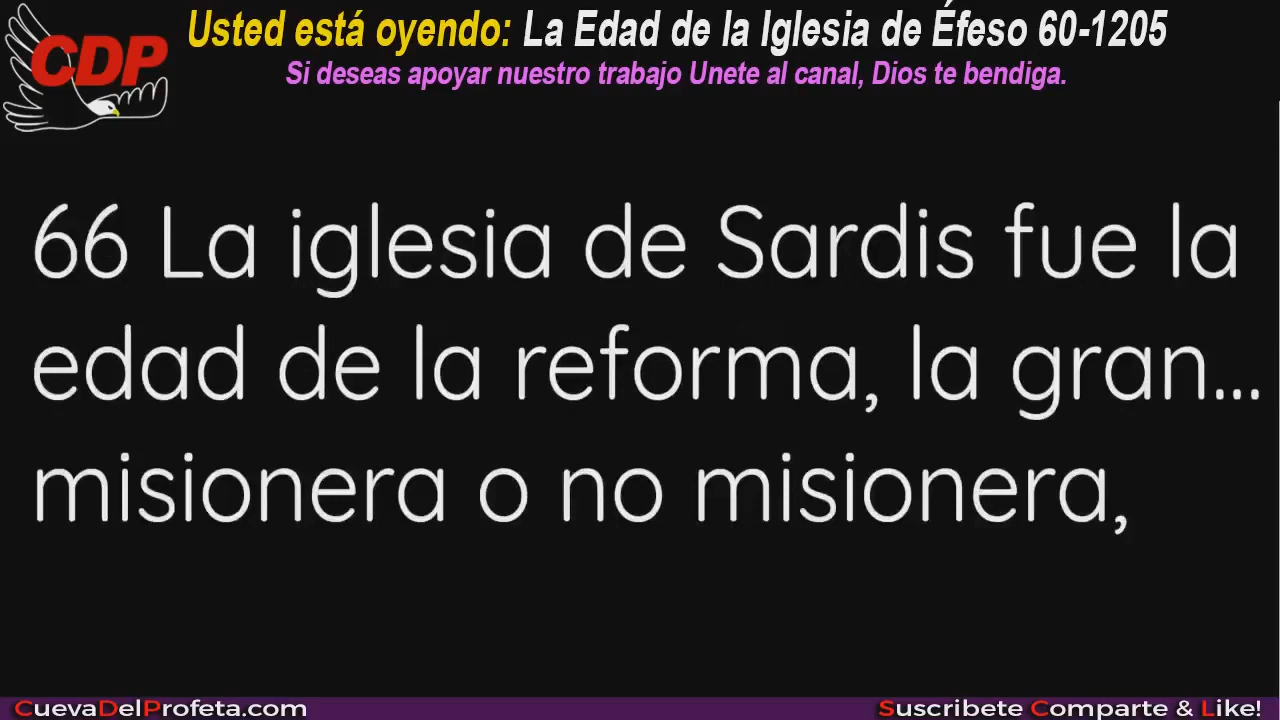 CDP
Usted está oyendo: La Edad de la Iglesia de Éfeso 60-1205
Si deseas apoyar nuestro trabajo Unete al canal, Dios te bendiga.
66 La iglesia de Sardis fue la
edad de la reforma, la gran...
misionera o no misionera,
CuevaDelProfeta.com
Suscribete Comparte & Like!